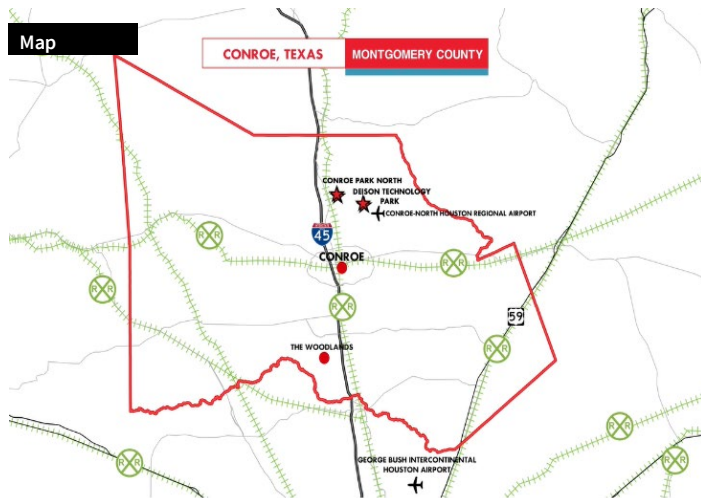 Map
CONROE, TEXAS
MONTGOMERY COUNTY
CONROE PARK NORTH
DEISON TECHNOLOGY
PARK
CONROE-NORTH HOUSTON REGIONAL AIRPORT
45
R R
CONROE
R R
R R
R R
59
THE WOODLANDS
R R
GEORGE BUSH INTERCONTINENTAL
HOUSTON AIRPORT
R R
R R
R R